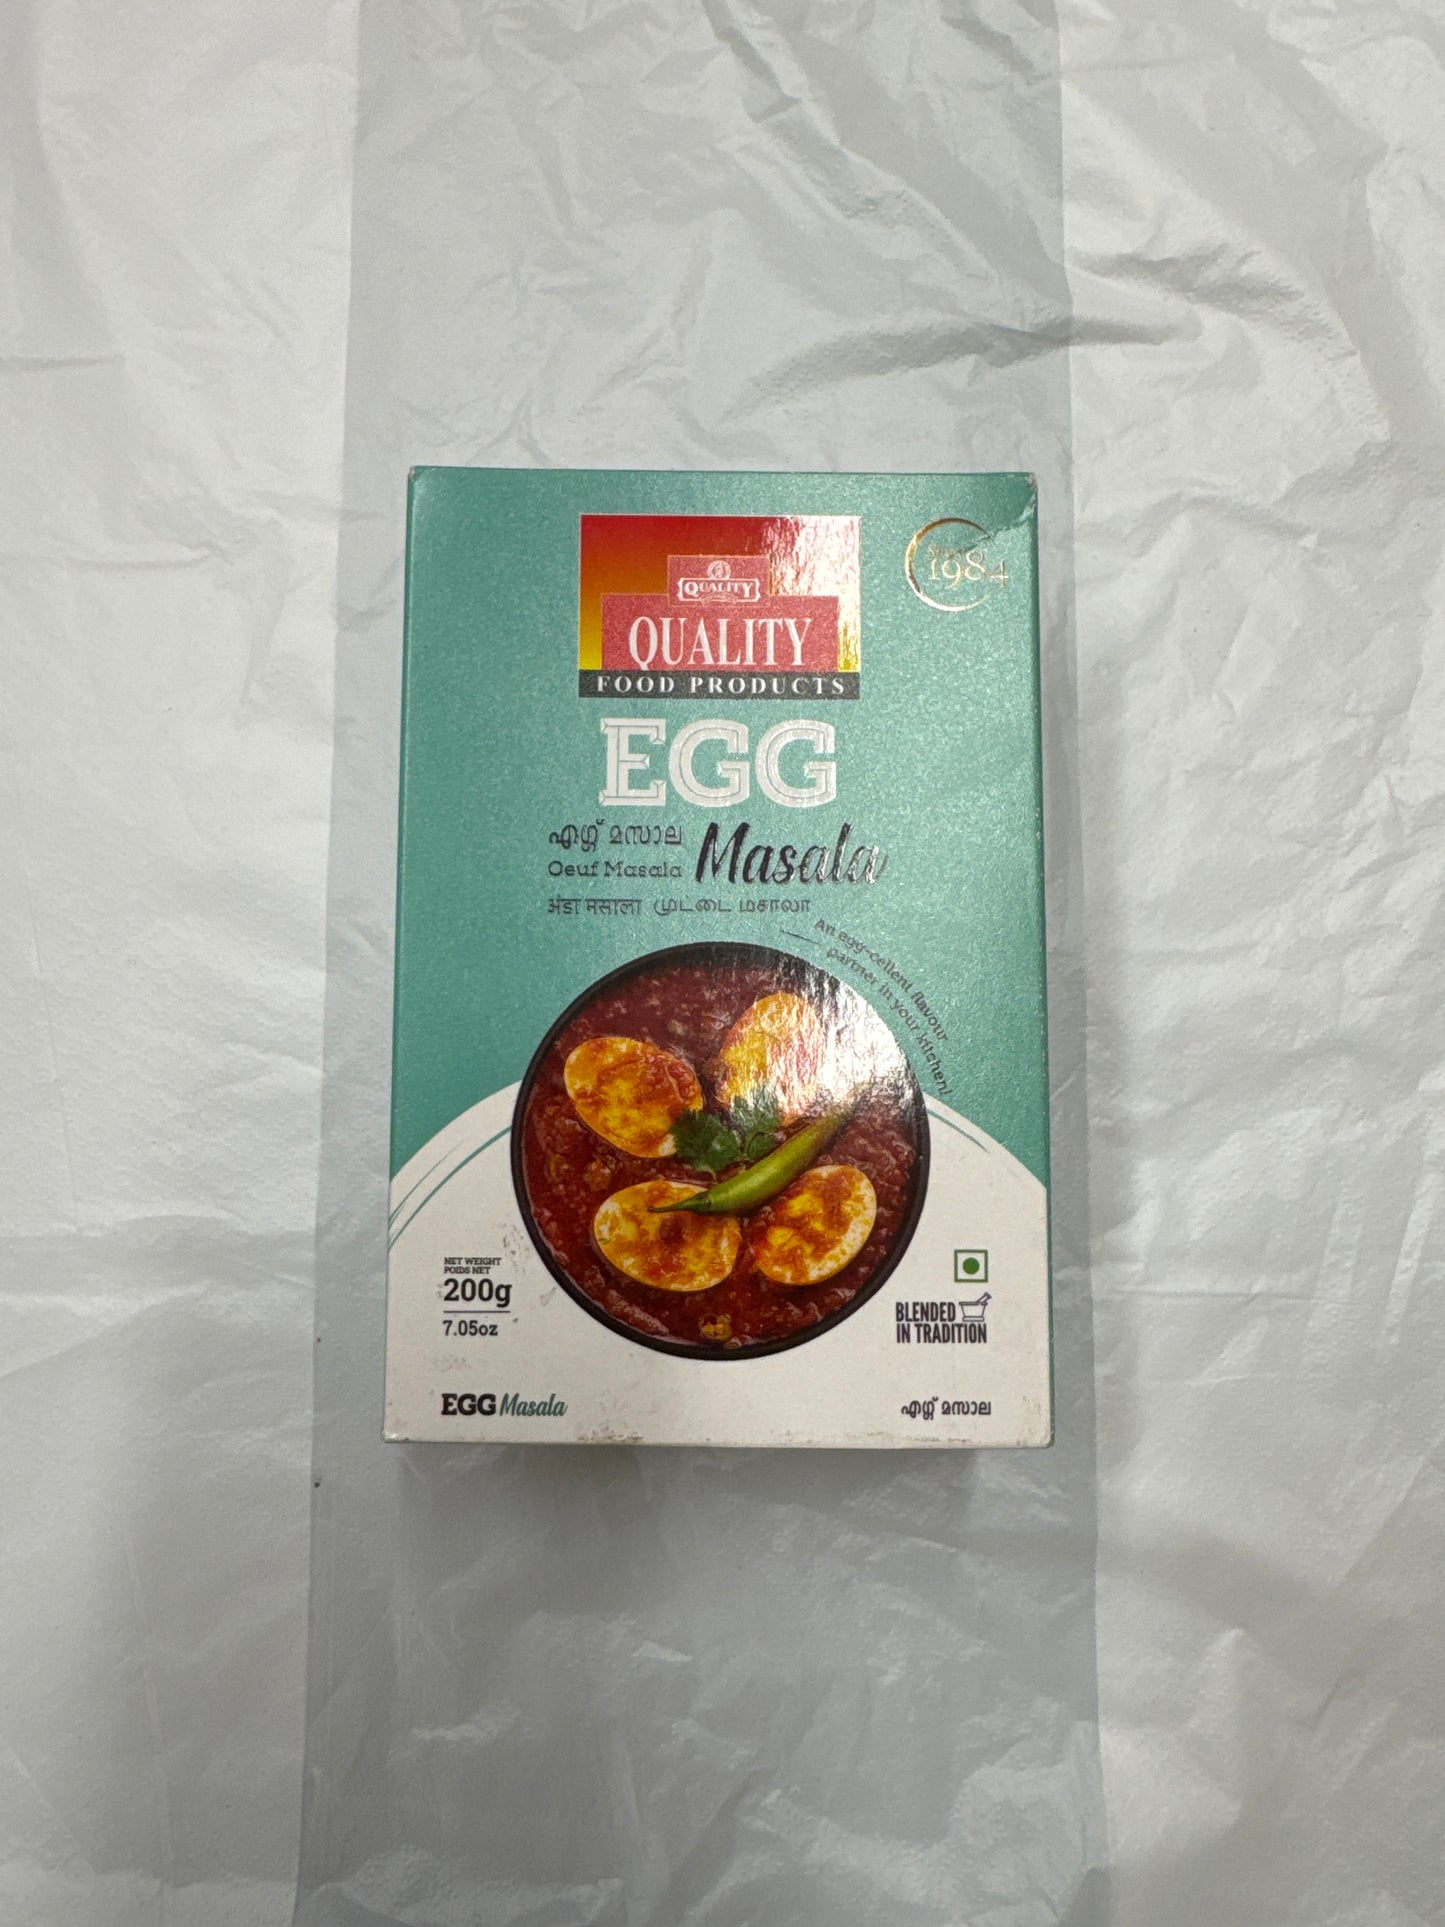 Since
1984
QUALITY
QUALITY
FOOD PRODUCTS
EGG
എഗ്ഗ് മസാല
Masala
Oeuf Masala
अंडा मसाला முட்டை மசாலா
An egg-cellent flavour
partner in your kitchen!
NET WEIGHT
POIDS NET
200g
7.05oz
BLENDED
IN TRADITION
EGG Masala
എഗ്ഗ് മസാല